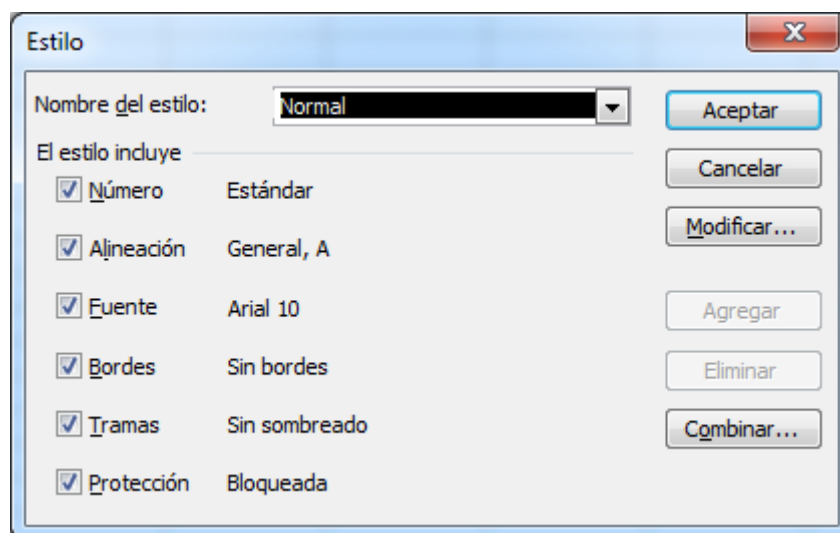 Estilo
Nombre del estilo: Normal Aceptar
El estilo incluye Cancelar
Número Estándar Modificar...
Alineación General, A
Fuente Arial 10 Agregar
Bordes Sin bordes Eliminar
Tramas Sin sombreado Combinar...
Protección Bloqueada